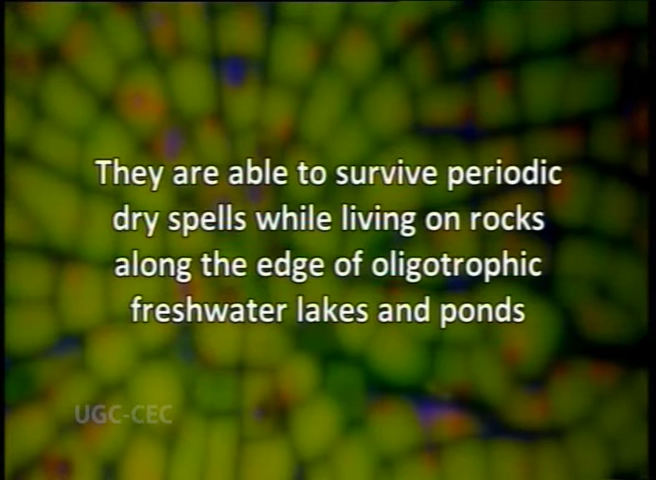 They are able to survive periodic
dry spells while living on rocks
along the edge of oligotrophic
freshwater lakes and ponds
UGC-CEC